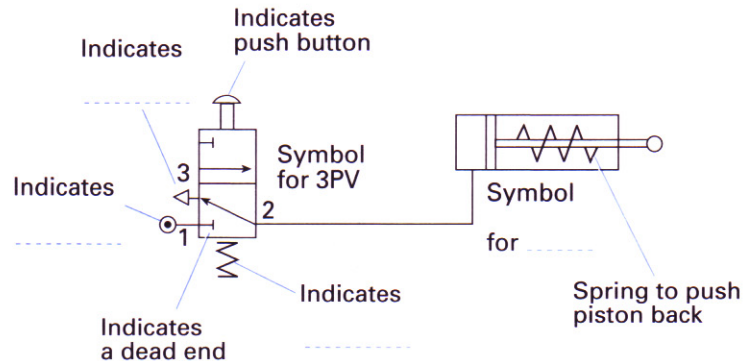 Indicates
push button
Indicates
3
Symbol
for 3PV
Indicates
2
1
Symbol
for
Indicates
Spring to push
piston back
Indicates
a dead end